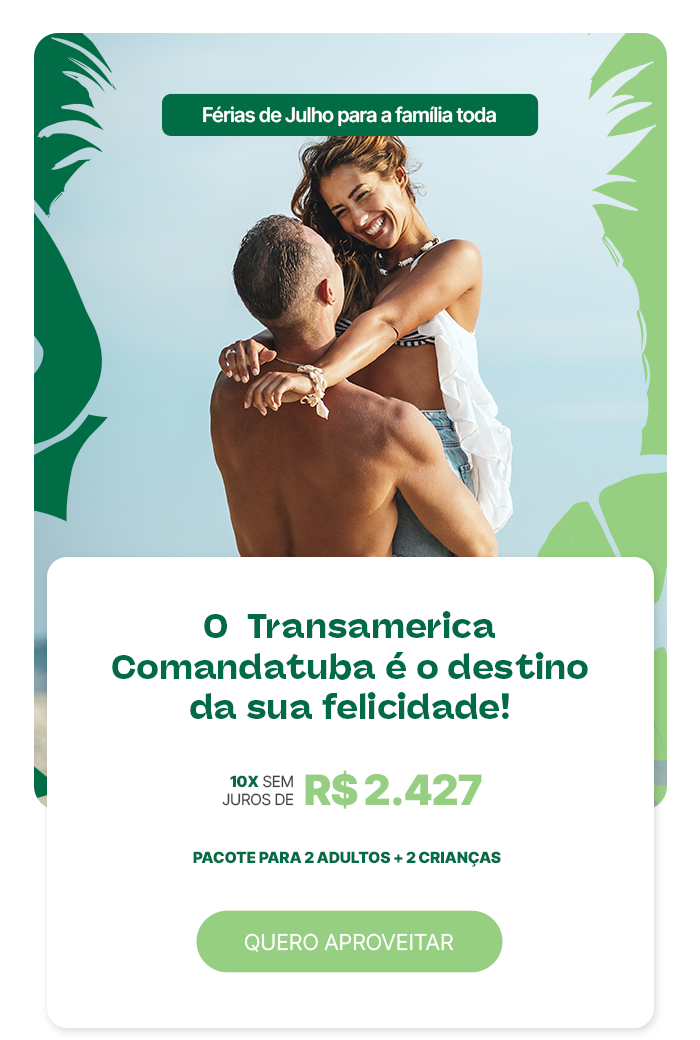 Férias de Julho para a família toda
O Transamerica
Comandatuba é o destino
da sua felicidade!
10X SEM
JUROS DE
R$ 2.427
PACOTE PARA 2 ADULTOS + 2 CRIANÇAS
QUERO APROVEITAR